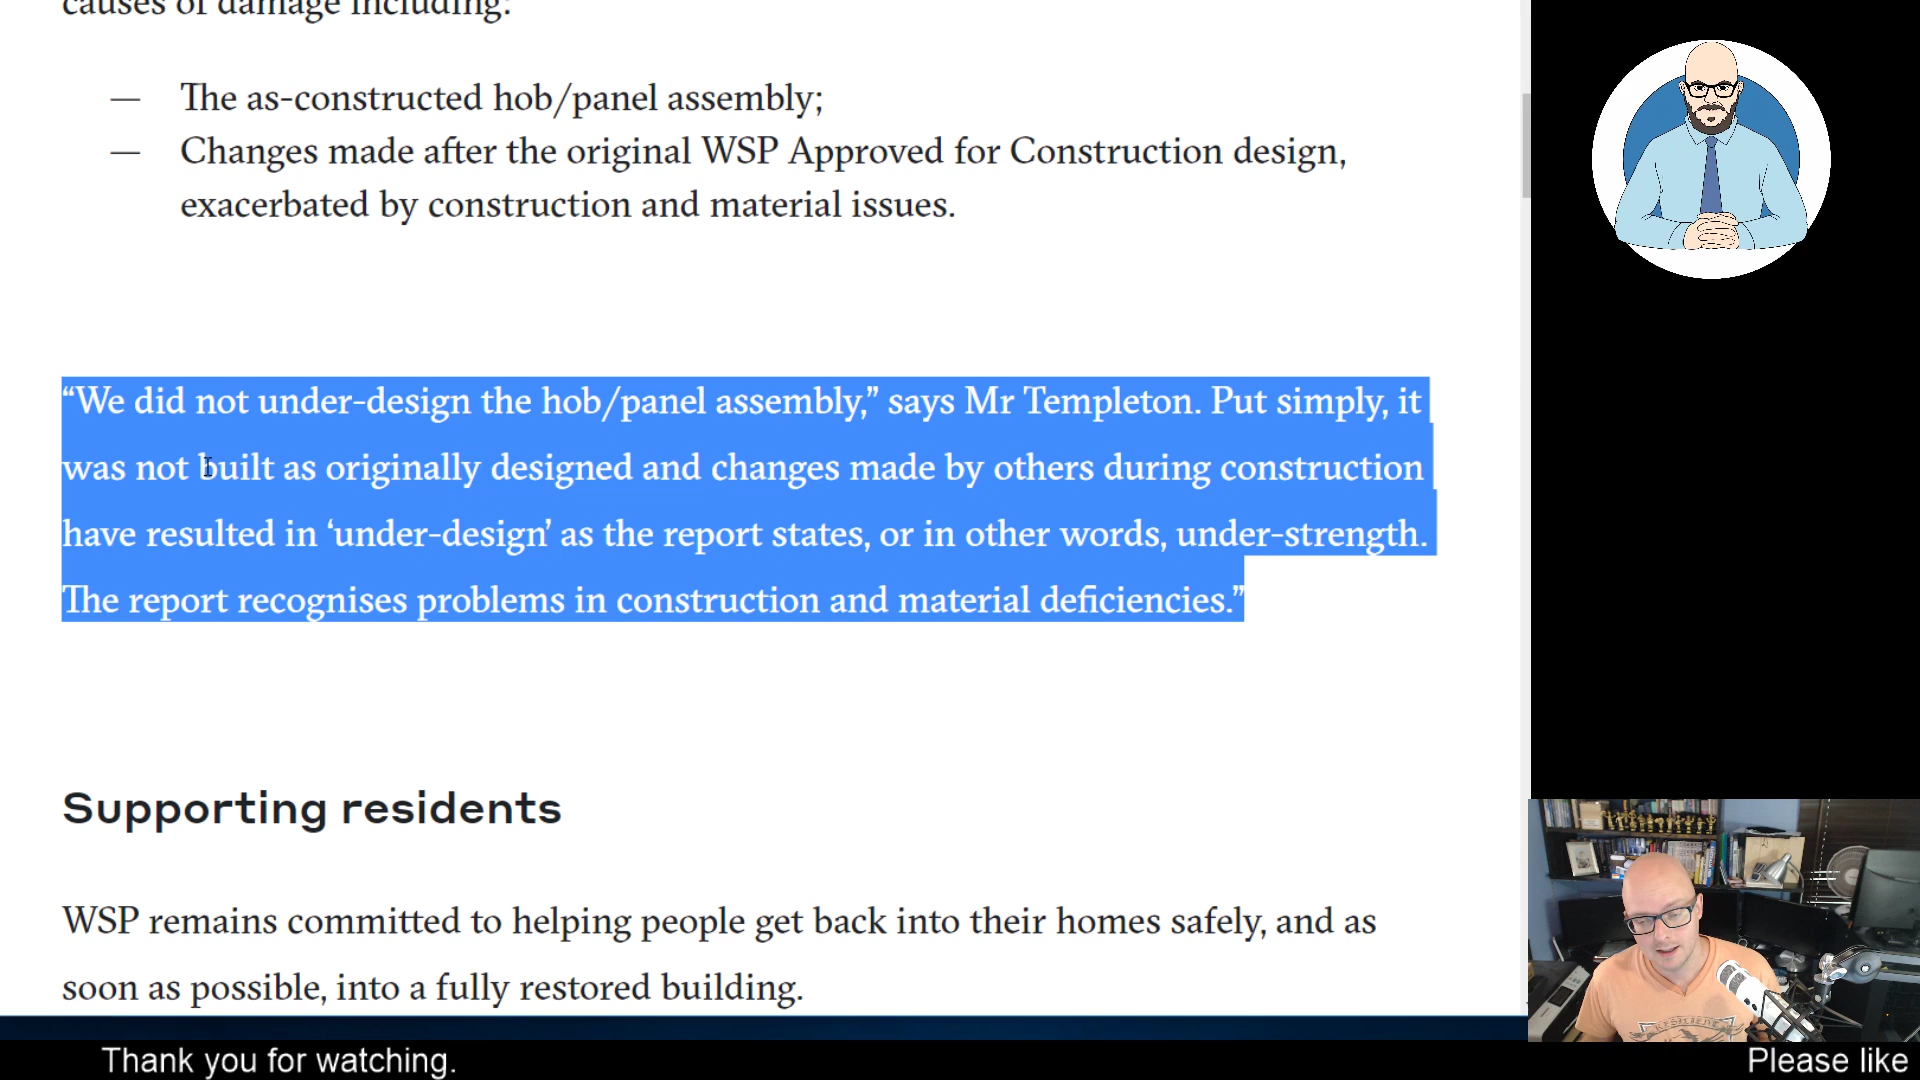 causes of damage including:
— The as-constructed hob/panel assembly;
— Changes made after the original WSP Approved for Construction design,
exacerbated by construction and material issues.
“We did not under-design the hob/panel assembly,” says Mr Templeton. Put simply, it
was not built as originally designed and changes made by others during construction
have resulted in ‘under-design’ as the report states, or in other words, under-strength.
The report recognises problems in construction and material deficiencies.”
Supporting residents
WSP remains committed to helping people get back into their homes safely, and as
soon as possible, into a fully restored building.
Thank you for watching.
Please like